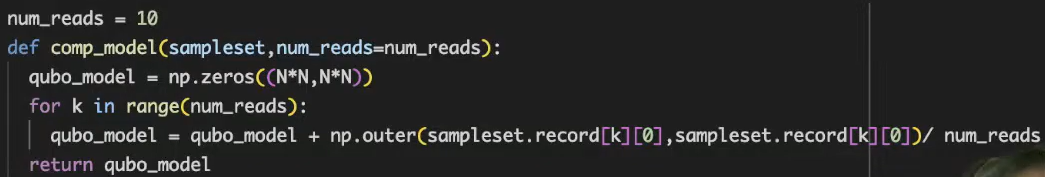 num_reads = 10
def comp_model(sampleset,num_reads=num_reads):
qubo_model = np.zeros((N*N,N*N))
for k in range(num_reads):
qubo_model = qubo_model + np.outer(sampleset.record[k][0],sampleset.record[k][0])/ num_reads
return qubo_model